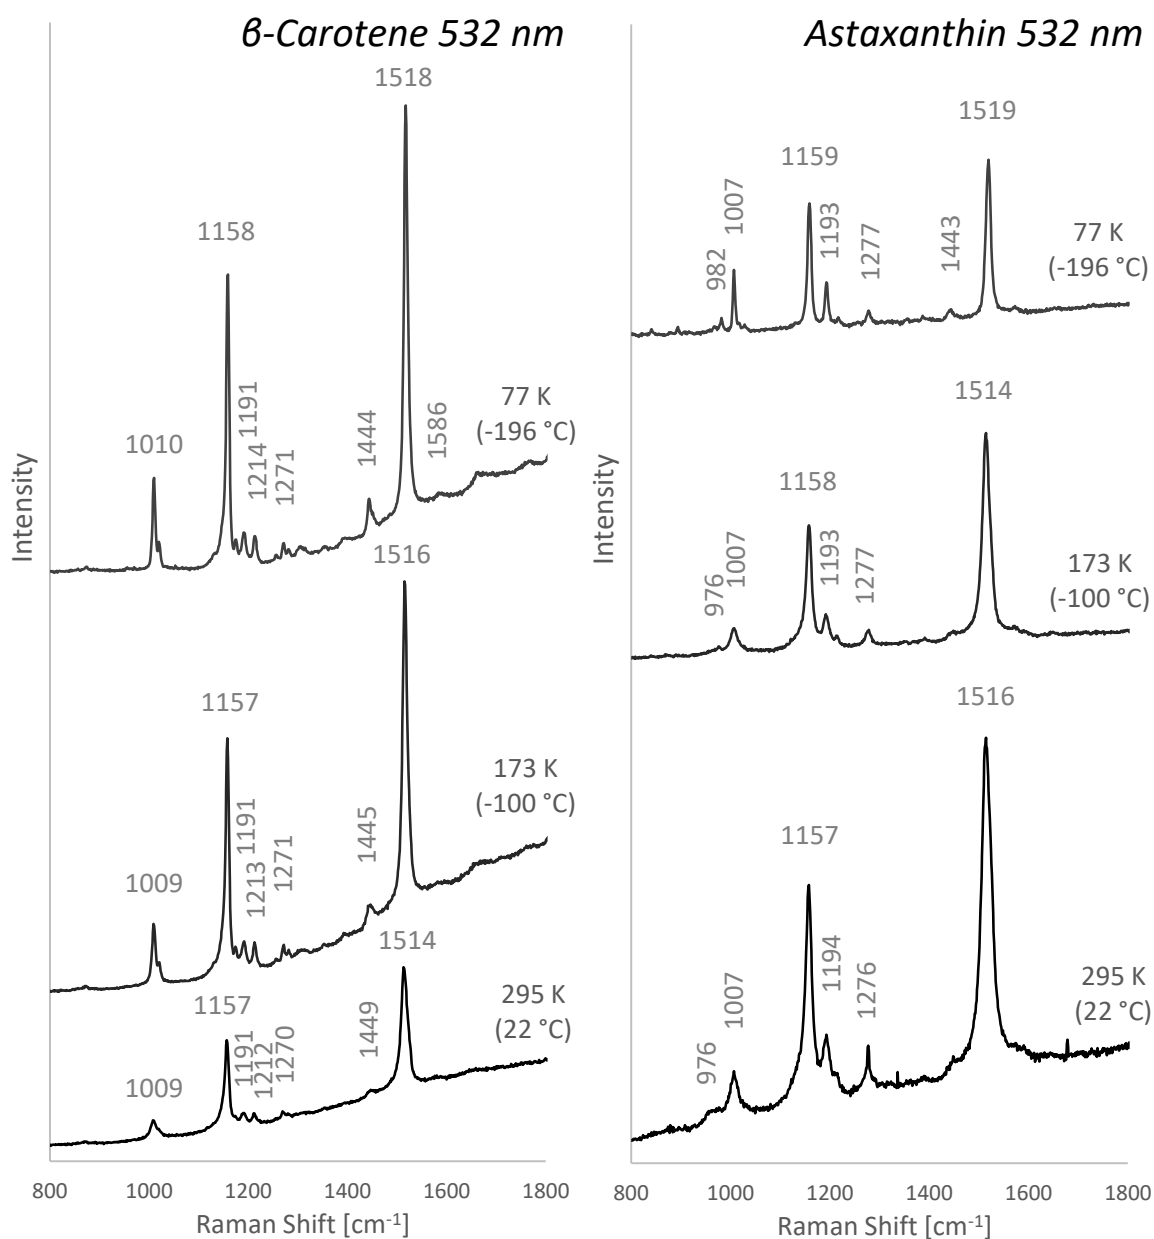 β-Carotene 532 nm
1518
1158
1010
1191
1214
1271
1444
1586
77 K
(-196 °C)
1516
1157
1009
1191
1213
1271
1445
173 K
(-100 °C)
1514
1157
1009
1191
1212
1270
1449
295 K
(22 °C)
Intensity
800 1000 1200 1400 1600 1800
Raman Shift [cm⁻¹]
Astaxanthin 532 nm
1519
1159
982
1007
1193
1277
1443
77 K
(-196 °C)
1514
1158
976
1007
1193
1277
173 K
(-100 °C)
1516
1157
976
1007
1194
1276
295 K
(22 °C)
Intensity
800 1000 1200 1400 1600 1800
Raman Shift [cm⁻¹]